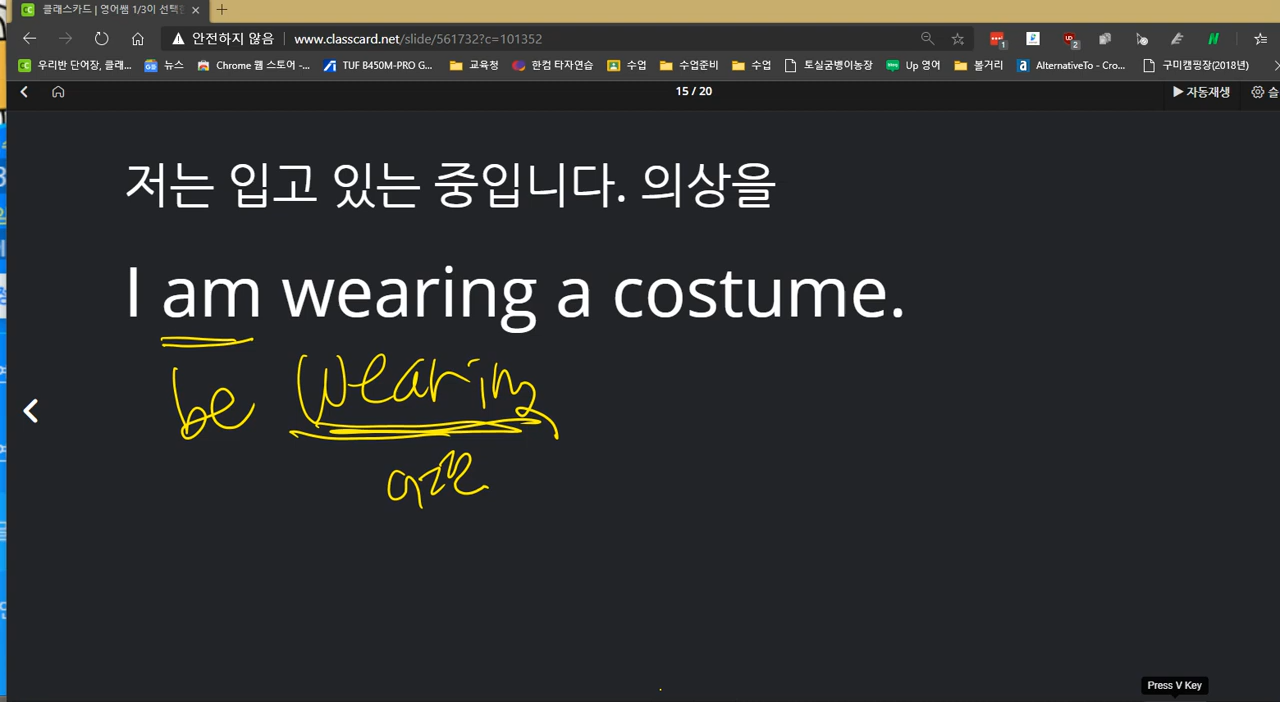 플래스카드 | 영어쌤 1/3이 선택한
안전하지 않음 www.classcard.net/slide/561732?c=101352
우리반 단어장, 클래... 뉴스 Chrome 웹 스토어 -... TUF B450M-PRO G... 교육청 한컴 타자연습 수업 수업준비 수업 토실굼벵이농장 Up 영어 볼거리 AlternativeTo - Cro... 구미캠핑장(2018년)
15 / 20 자동재생 슬
저는 입고 있는 중입니다. 의상을
I am wearing a costume.
be wearing
Press V Key